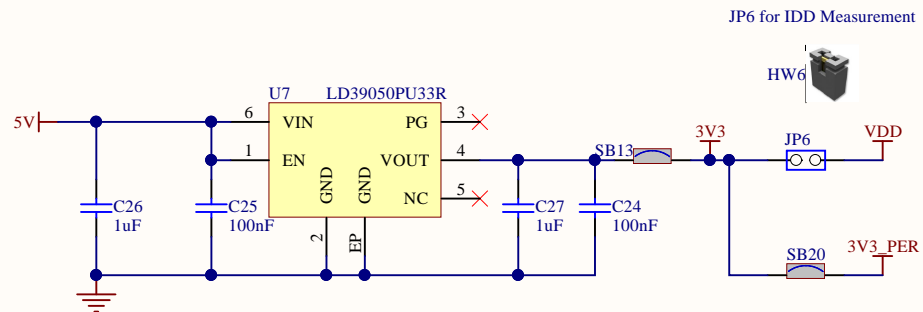 JP6 for IDD Measurement
HW6
U7
LD39050PU33R
5V
6
VIN
PG
3
1
EN
VOUT
4
NC
5
GND
GND
2
EP
C26
1uF
C25
100nF
C27
1uF
C24
100nF
SB13
3V3
JP6
VDD
SB20
3V3_PER